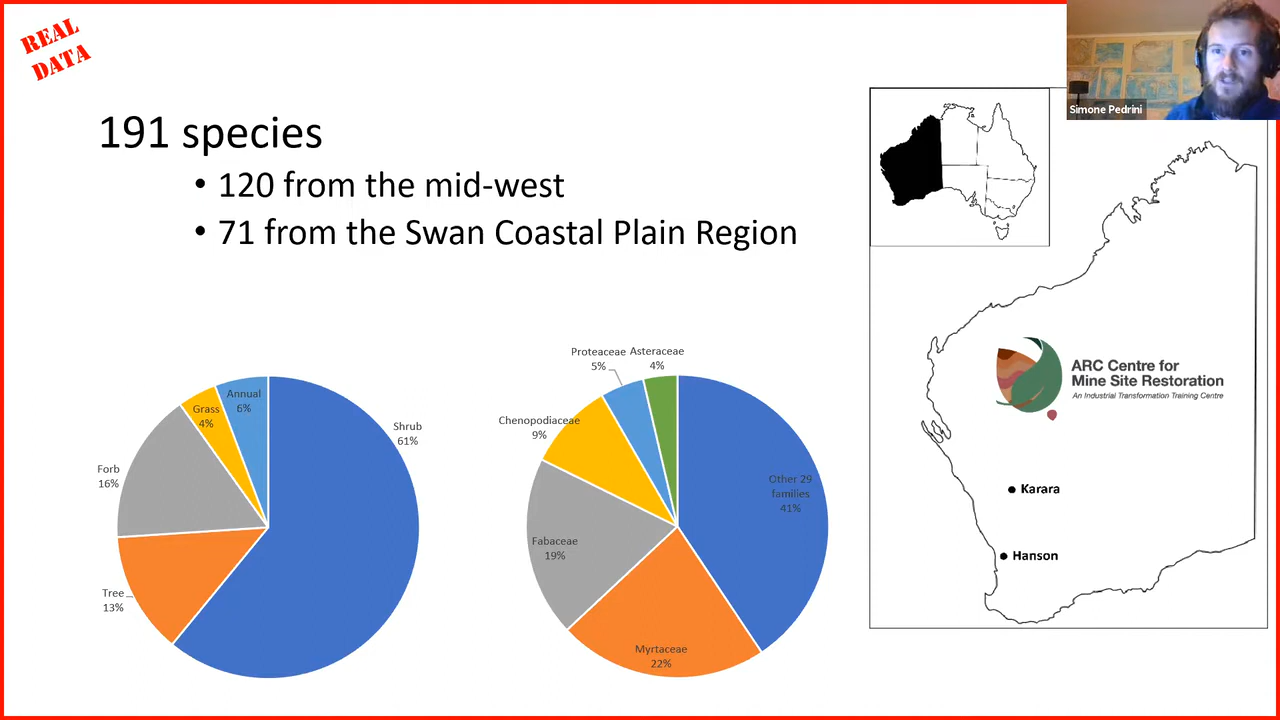 REAL
DATA
191 species
• 120 from the mid-west
• 71 from the Swan Coastal Plain Region
Shrub
61%
Tree
13%
Forb
16%
Grass
4%
Annual
6%
Other 29
families
41%
Myrtaceae
22%
Fabaceae
19%
Chenopodiaceae
9%
Proteaceae
5%
Asteraceae
4%
Simone Pedrini
ARC Centre for
Mine Site Restoration
An Industrial Transformation Training Centre
Karara
Hanson